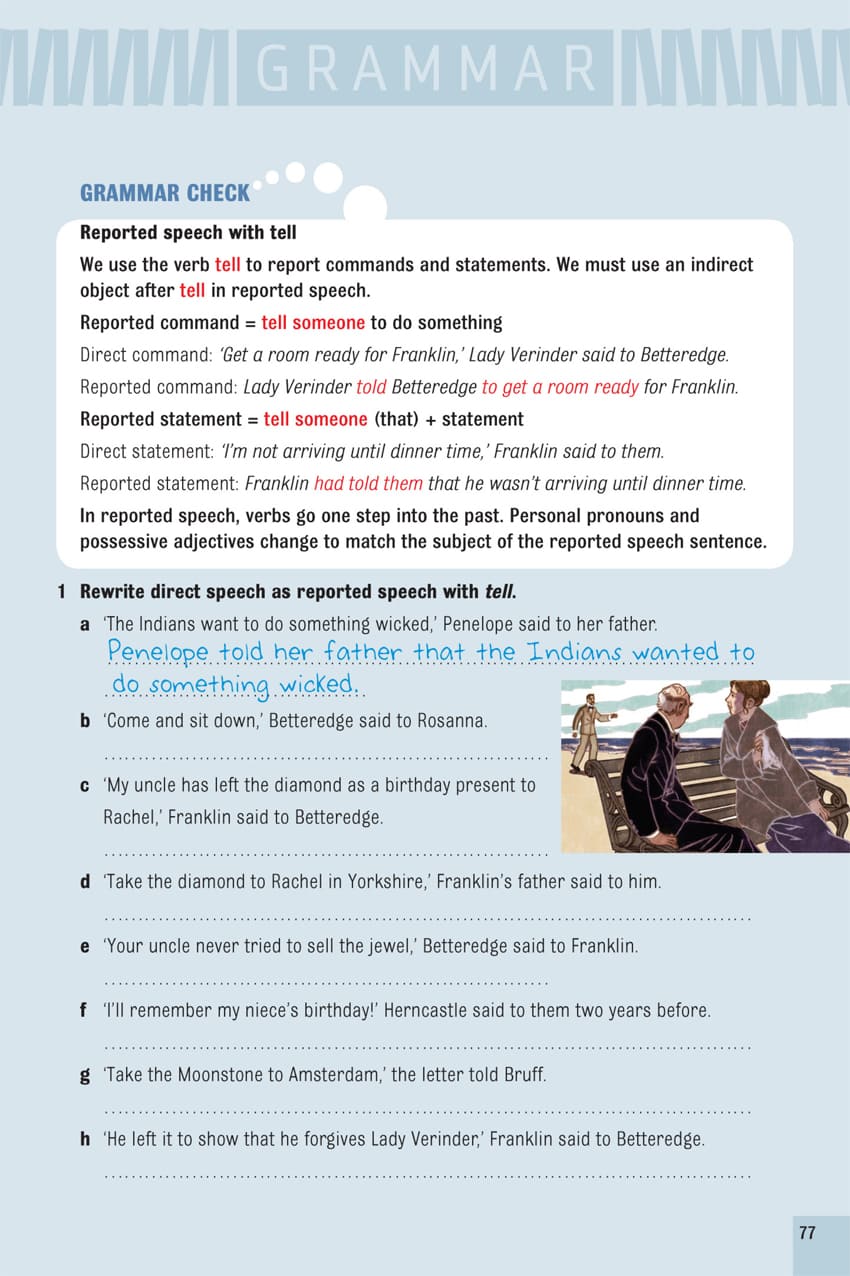 GRAMMAR
GRAMMAR CHECK
Reported speech with tell
We use the verb tell to report commands and statements. We must use an indirect
object after tell in reported speech.
Reported command = tell someone to do something
Direct command: ‘Get a room ready for Franklin,’ Lady Verinder said to Betteredge.
Reported command: Lady Verinder told Betteredge to get a room ready for Franklin.
Reported statement = tell someone (that) + statement
Direct statement: ‘I’m not arriving until dinner time,’ Franklin said to them.
Reported statement: Franklin had told them that he wasn’t arriving until dinner time.
In reported speech, verbs go one step into the past. Personal pronouns and
possessive adjectives change to match the subject of the reported speech sentence.
1 Rewrite direct speech as reported speech with tell.
a ‘The Indians want to do something wicked,’ Penelope said to her father.
Penelope told her father that the Indians wanted to
do something wicked.
b ‘Come and sit down,’ Betteredge said to Rosanna.
c ‘My uncle has left the diamond as a birthday present to
Rachel,’ Franklin said to Betteredge.
d ‘Take the diamond to Rachel in Yorkshire,’ Franklin’s father said to him.
e ‘Your uncle never tried to sell the jewel,’ Betteredge said to Franklin.
f ‘I’ll remember my niece’s birthday!’ Herncastle said to them two years before.
g ‘Take the Moonstone to Amsterdam,’ the letter told Bruff.
h ‘He left it to show that he forgives Lady Verinder,’ Franklin said to Betteredge.
77